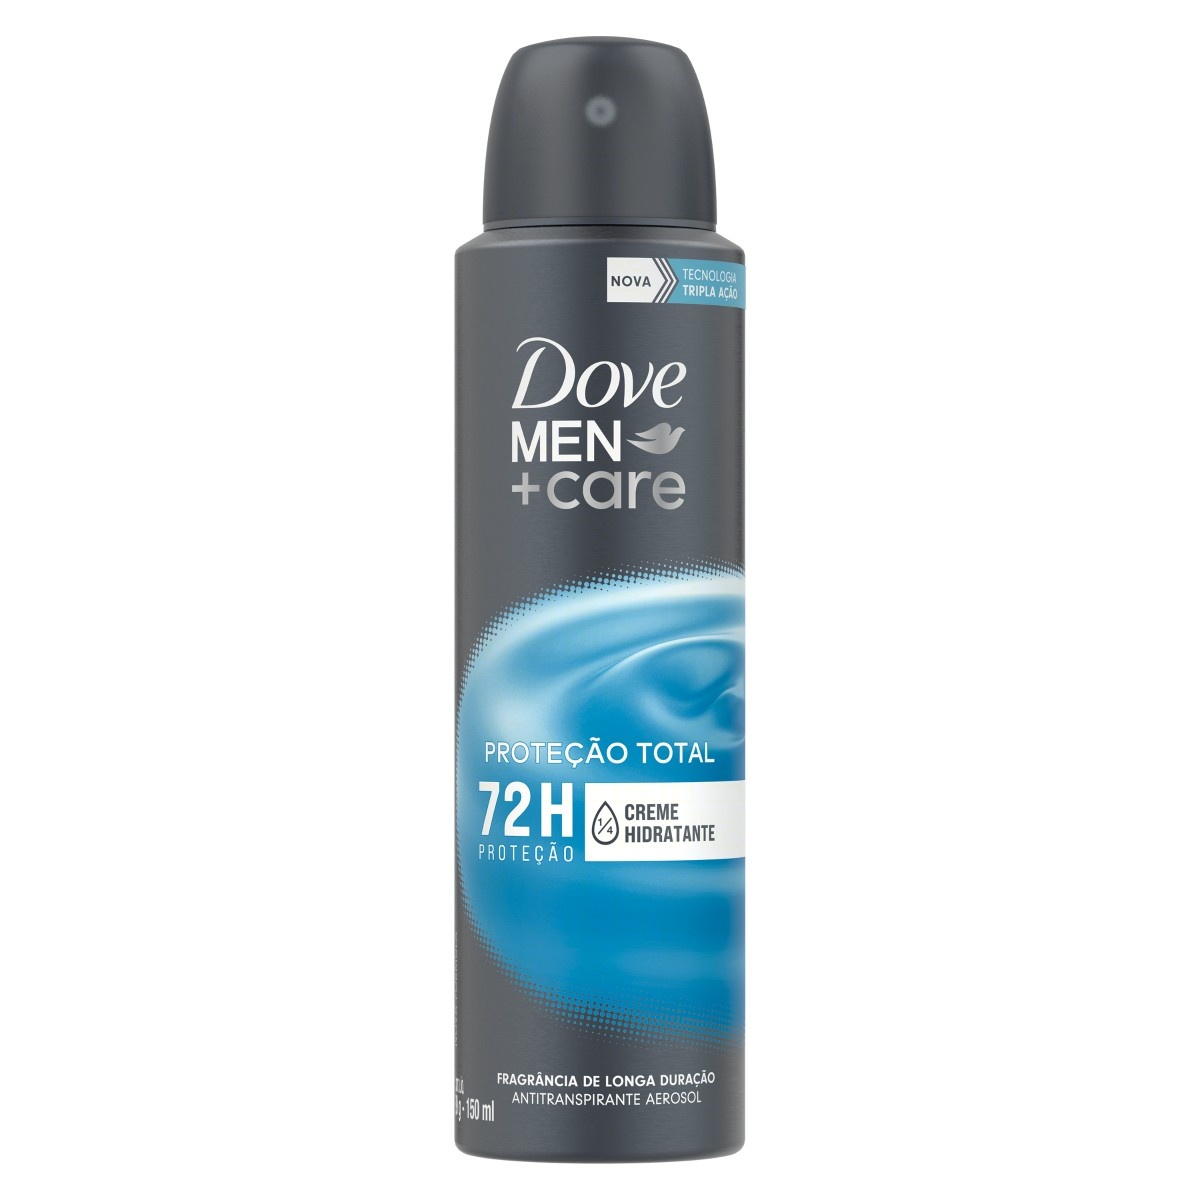 NOVA
TECNOLOGIA
TRIPLA AÇÃO
Dove
MEN
+care
PROTEÇÃO TOTAL
72H
PROTEÇÃO
1/4
CREME
HIDRATANTE
FRAGRÂNCIA DE LONGA DURAÇÃO
ANTITRANSPIRANTE AEROSOL
150 ml